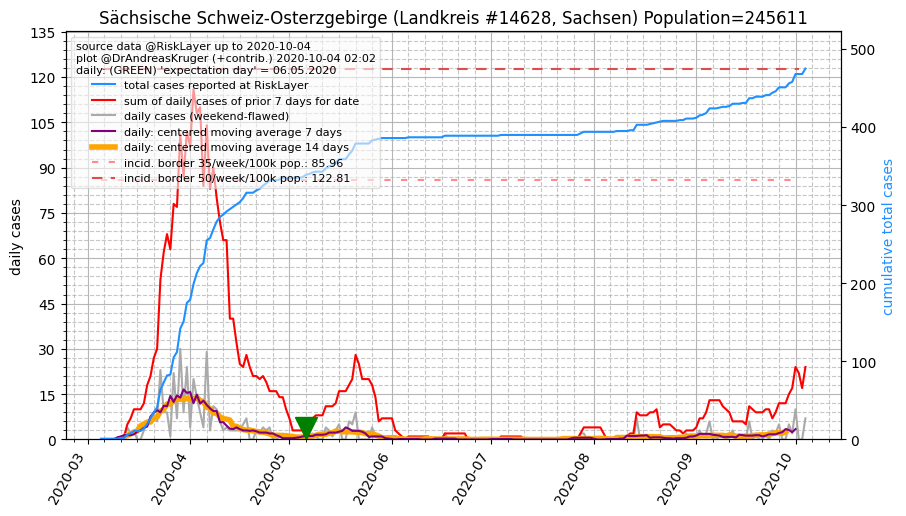 Sächsische Schweiz-Osterzgebirge (Landkreis #14628, Sachsen) Population=245611
source data @RiskLayer up to 2020-10-04
plot @DrAndreasKruger (+contrib.) 2020-10-04 02:02
daily: (GREEN) 'expectation day' = 06.05.2020
total cases reported at RiskLayer
sum of daily cases of prior 7 days for date
daily cases (weekend-flawed)
daily: centered moving average 7 days
daily: centered moving average 14 days
incid. border 35/week/100k pop.: 85.96
incid. border 50/week/100k pop.: 122.81
daily cases
135
120
105
90
75
60
45
30
15
0
500
400
300
200
100
0
cumulative total cases
2020-03
2020-04
2020-05
2020-06
2020-07
2020-08
2020-09
2020-10